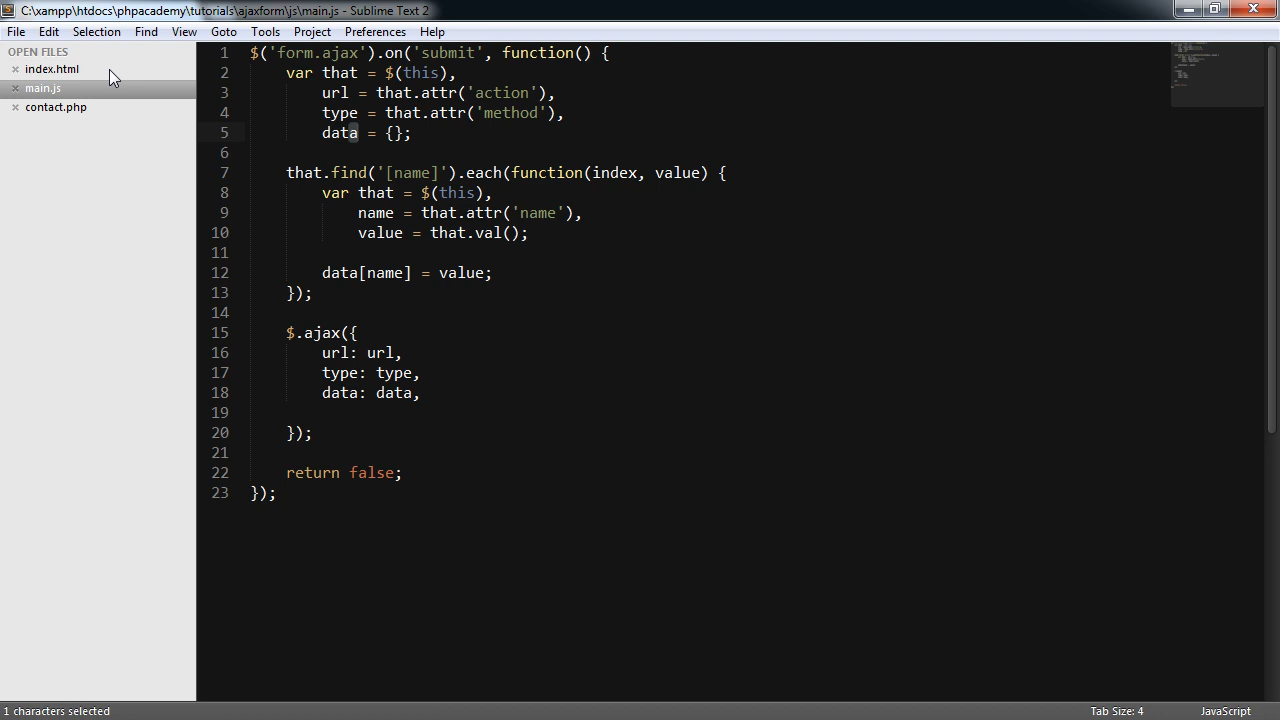 C:\xampp\htdocs\phpacademy\tutorials\ajaxform\js\main.js - Sublime Text 2
File Edit Selection Find View Goto Tools Project Preferences Help
OPEN FILES
index.html
main.js
contact.php
1 $('form.ajax').on('submit', function() {
2     var that = $(this),
3         url = that.attr('action'),
4         type = that.attr('method'),
5         data = {};
6
7     that.find('[name]').each(function(index, value) {
8         var that = $(this),
9             name = that.attr('name'),
10             value = that.val();
11
12         data[name] = value;
13     });
14
15     $.ajax({
16         url: url,
17         type: type,
18         data: data,
19
20     });
21
22     return false;
23 });
1 characters selected
Tab Size: 4
JavaScript